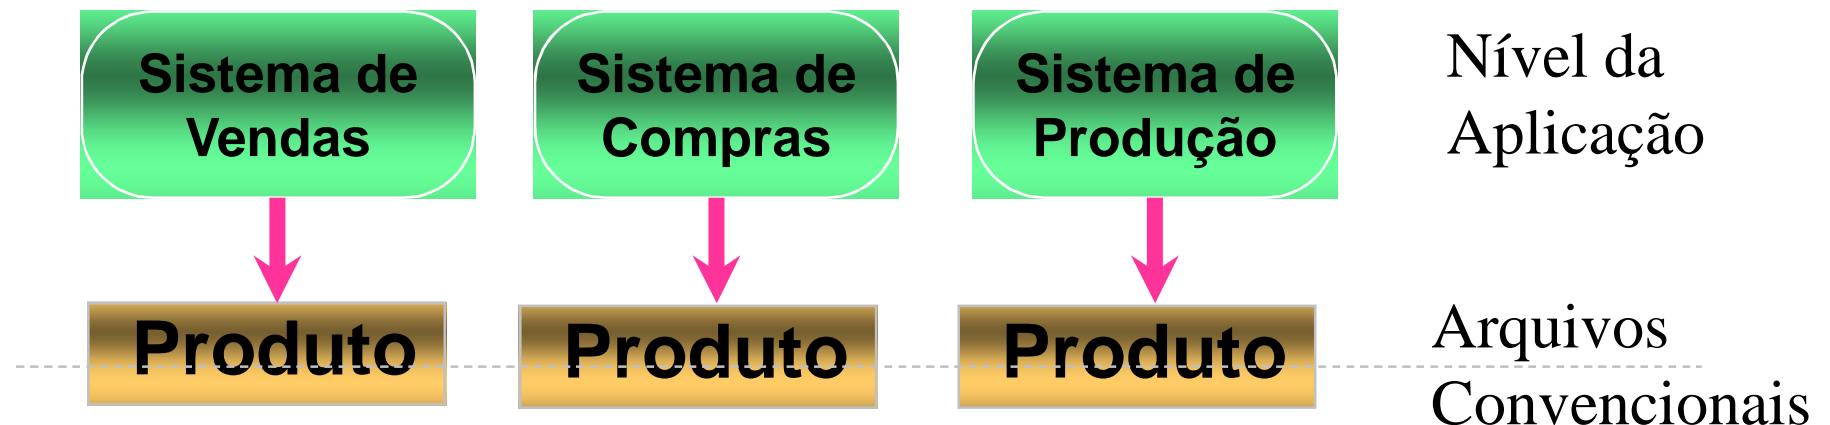 Sistema de
Vendas
Sistema de
Compras
Sistema de
Produção
Nível da
Aplicação
Produto
Produto
Produto
Arquivos
Convencionais